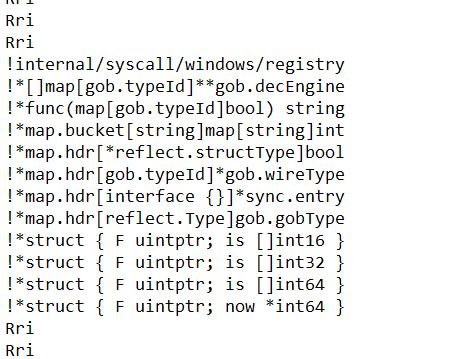 Rri
Rri
!internal/syscall/windows/registry
!*[]map[gob.typeId]**gob.decEngine
!*func(map[gob.typeId]bool) string
!*map.bucket[string]map[string]int
!*map.hdr[*reflect.structType]bool
!*map.hdr[gob.typeId]*gob.wireType
!*map.hdr[interface {}]*sync.entry
!*map.hdr[reflect.Type]gob.gobType
!*struct { F uintptr; is []int16 }
!*struct { F uintptr; is []int32 }
!*struct { F uintptr; is []int64 }
!*struct { F uintptr; now *int64 }
Rri
Rri